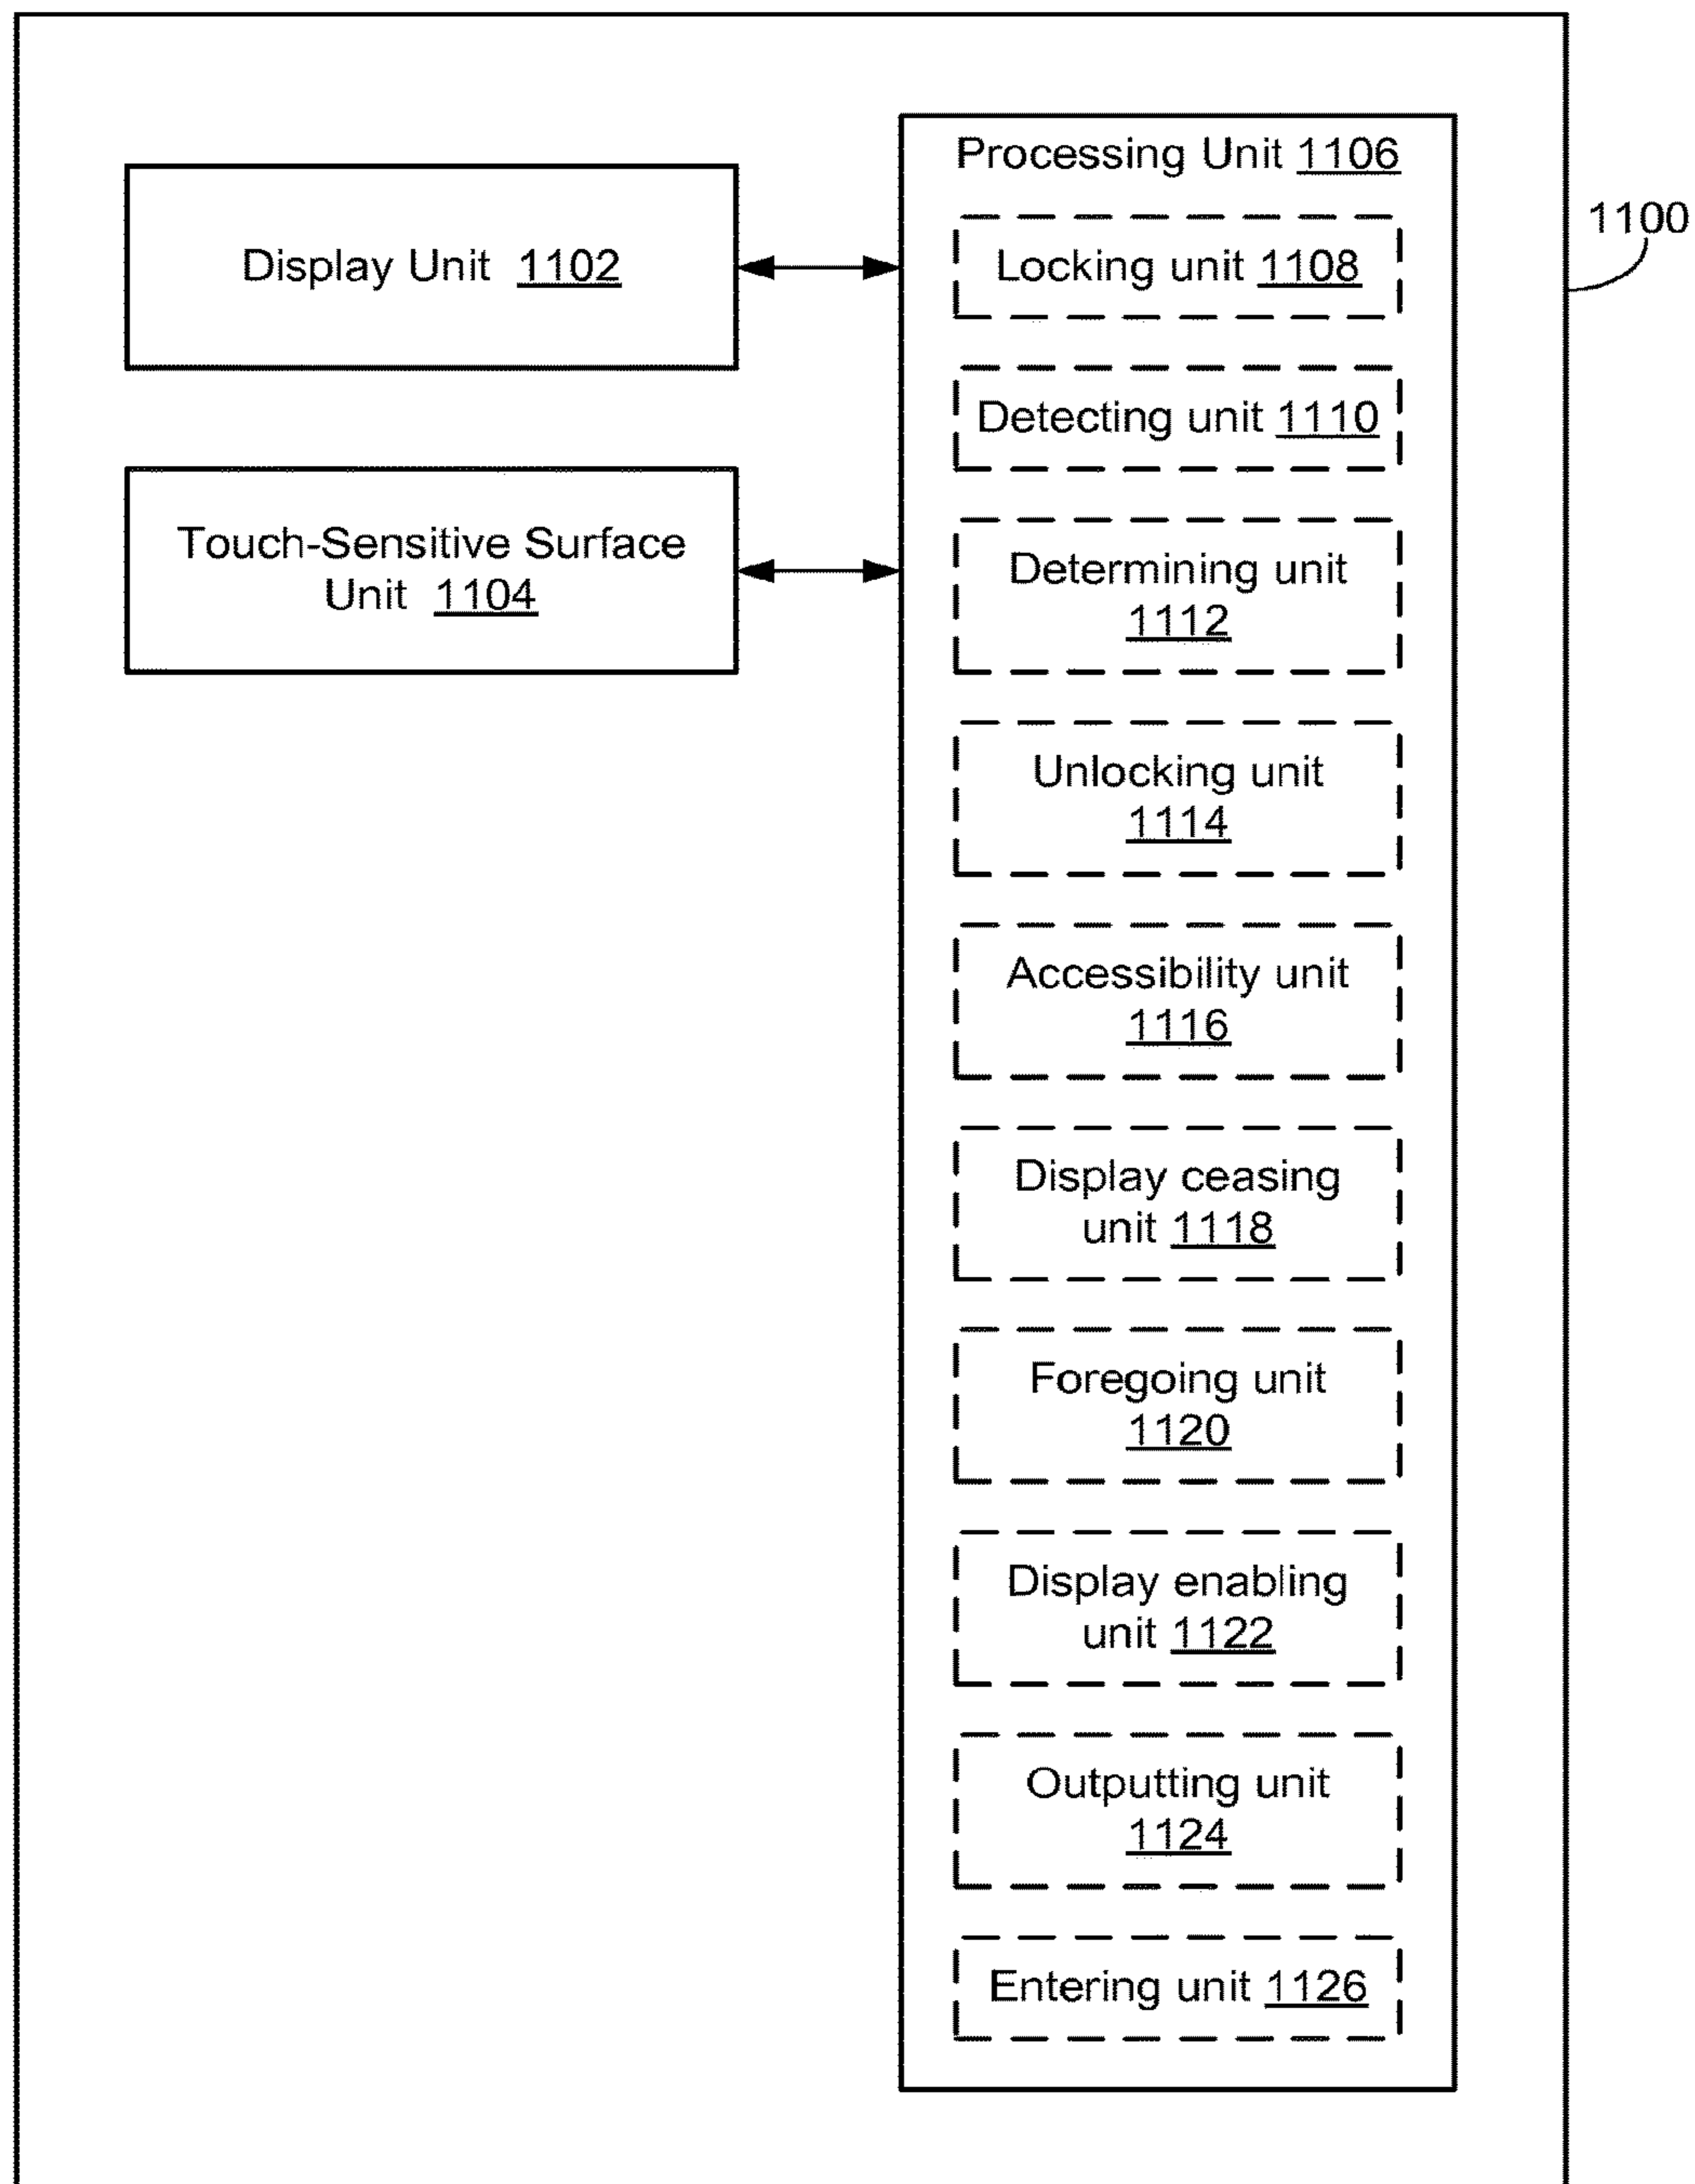 Processing Unit 1106
1100
Display Unit 1102
Locking unit 1108
Detecting unit 1110
Touch-Sensitive Surface
Unit 1104
Determining unit
1112
Unlocking unit
1114
Accessibility unit
1116
Display ceasing
unit 1118
Foregoing unit
1120
Display enabling
unit 1122
Outputting unit
1124
Entering unit 1126